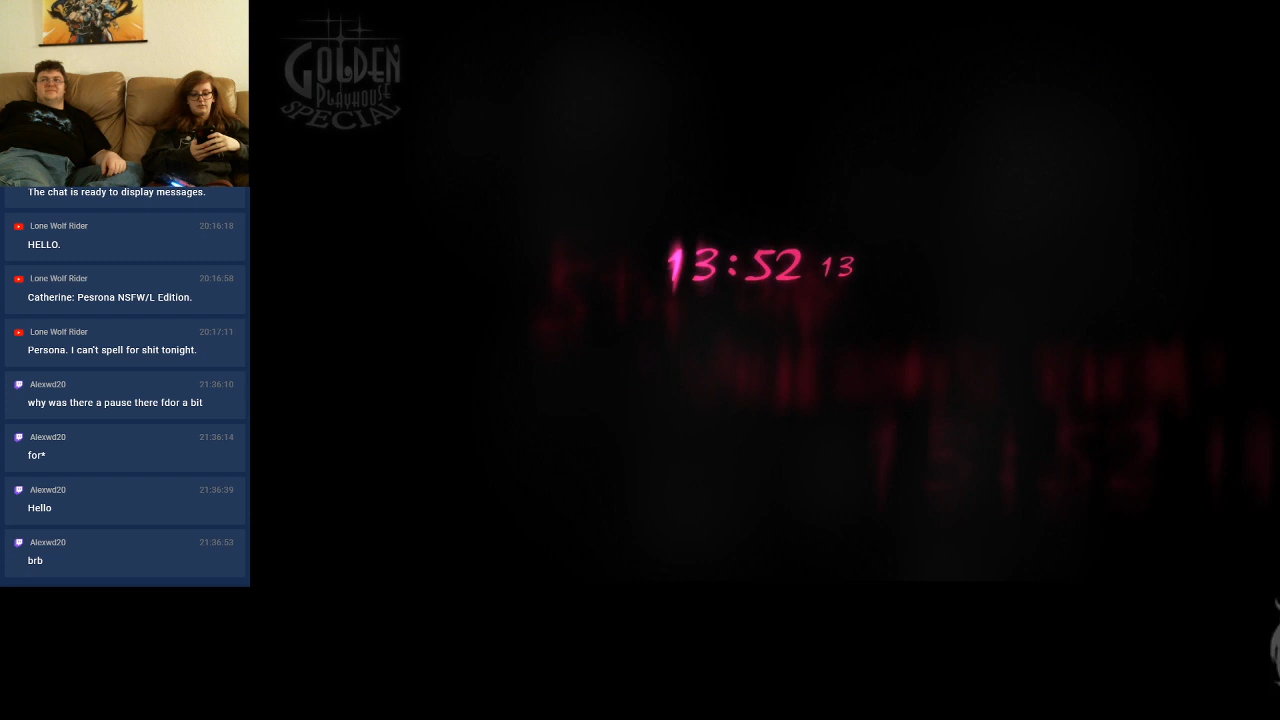 GOLDEN
PLAYHOUSE
SPECIAL
13:52 13
The chat is ready to display messages.
Lone Wolf Rider 20:16:18
HELLO.
Lone Wolf Rider 20:16:58
Catherine: Pesrona NSFW/L Edition.
Lone Wolf Rider 20:17:11
Persona. I can't spell for shit tonight.
Alexwd20 21:36:10
why was there a pause there fdor a bit
Alexwd20 21:36:14
for*
Alexwd20 21:36:39
Hello
Alexwd20 21:36:53
brb